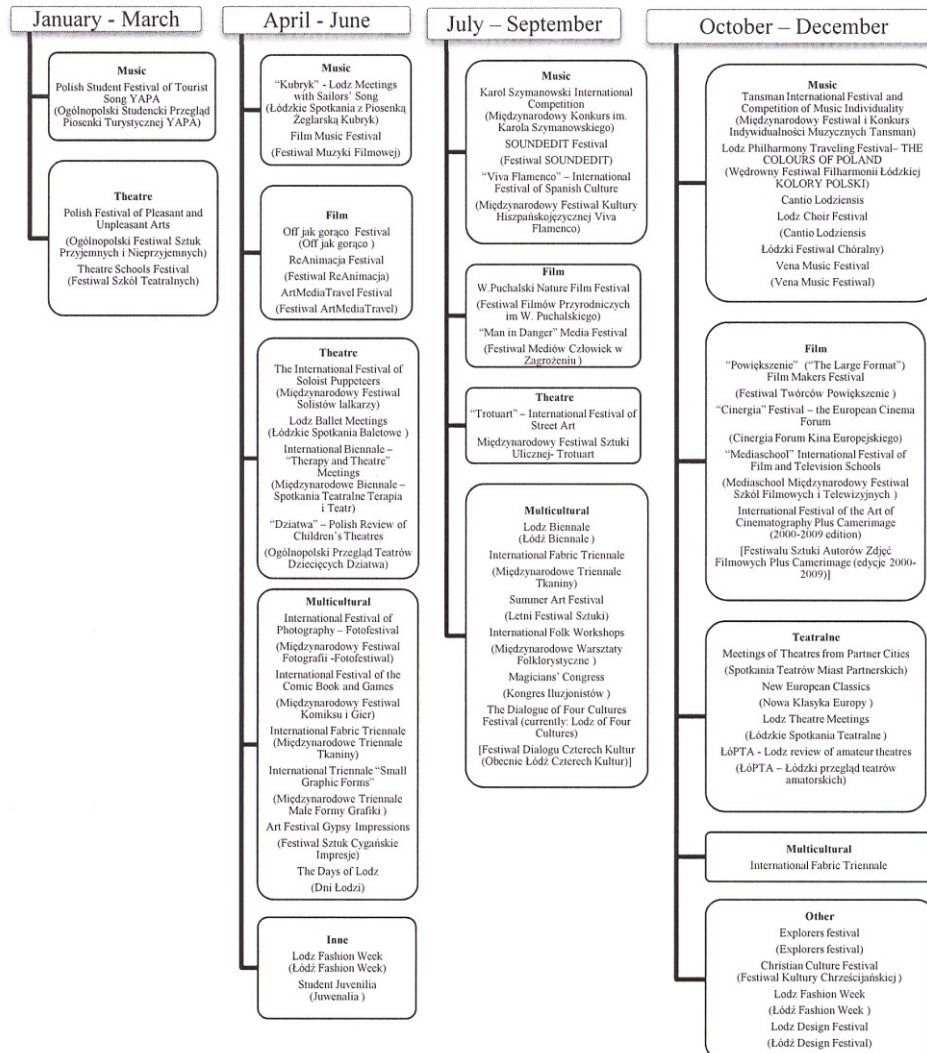 January - March
Music
Polish Student Festival of Tourist
Song YAPA
(Ogólnopolski Studencki Przegląd
Piosenki Turystycznej YAPA)
Theatre
Polish Festival of Pleasant and
Unpleasant Arts
(Ogólnopolski Festiwal Sztuk
Przyjemnych i Nieprzyjemnych)
Theatre Schools Festival
(Festiwal Szkół Teatralnych)
April - June
Music
“Kubryk” - Lodz Meetings
with Sailors’ Song
(Łódzkie Spotkania z Piosenką
Żeglarską Kubryk)
Film Music Festival
(Festiwal Muzyki Filmowej)
Film
Off jak gorąco Festival
(Off jak gorąco )
ReAnimacja Festival
(Festiwal ReAnimacja)
ArtMediaTravel Festival
(Festiwal ArtMediaTravel)
Theatre
The International Festival of
Soloist Puppeteers
(Międzynarodowy Festiwal
Solistów lalkarzy)
Lodz Ballet Meetings
(Łódzkie Spotkania Baletowe )
International Biennale –
“Therapy and Theatre”
Meetings
(Międzynarodowe Biennale –
Spotkania Teatralne Terapia
i Teatr)
“Dziatwa” – Polish Review of
Children’s Theatres
(Ogólnopolski Przegląd Teatrów
Dziecięcych Dziatwa)
Multicultural
International Festival of
Photography – Fotofestiwal
(Międzynarodowy Festiwal
Fotografii -Fotofestiwal)
International Festival of the
Comic Book and Games
(Międzynarodowy Festiwal
Komiksu i Gier)
International Fabric Triennale
(Międzynarodowe Triennale
Tkaniny)
International Triennale “Small
Graphic Forms”
(Międzynarodowe Triennale
Małe Formy Grafiki )
Art Festival Gypsy Impressions
(Festiwal Sztuk Cygańskie
Impresje)
The Days of Lodz
(Dni Łodzi)
Inne
Lodz Fashion Week
(Łódź Fashion Week)
Student Juvenilia
(Juwenalia )
July – September
Music
Karol Szymanowski International
Competition
(Międzynarodowy Konkurs im.
Karola Szymanowskiego)
SOUNDEDIT Festival
(Festiwal SOUNDEDIT)
“Viva Flamenco” – International
Festival of Spanish Culture
(Międzynarodowy Festiwal Kultury
Hiszpańskojęzycznej Viva
Flamenco)
Film
W.Puchalski Nature Film Festival
(Festiwal Filmów Przyrodniczych
im W. Puchalskiego)
“Man in Danger” Media Festival
(Festiwal Mediów Człowiek w
Zagrożeniu )
Theatre
“Trotuart” – International Festival of
Street Art
Międzynarodowy Festiwal Sztuki
Ulicznej- Trotuart
Multicultural
Lodz Biennale
(Łódź Biennale )
International Fabric Triennale
(Międzynarodowe Triennale
Tkaniny)
Summer Art Festival
(Letni Festiwal Sztuki)
International Folk Workshops
(Międzynarodowe Warsztaty
Folklorystyczne )
Magicians’ Congress
(Kongres Iluzjonistów )
The Dialogue of Four Cultures
Festival (currently: Lodz of Four
Cultures)
[Festiwal Dialogu Czterech Kultur
(Obecnie Łódź Czterech Kultur)]
October – December
Music
Tansman International Festival and
Competition of Music Individuality
(Międzynarodowy Festiwal i Konkurs
Indywidualności Muzycznych Tansman)
Lodz Philharmony Traveling Festival– THE
COLOURS OF POLAND
(Wędrowny Festiwal Filharmonii Łódzkiej
KOLORY POLSKI)
Cantio Lodziensis
Lodz Choir Festival
(Cantio Lodziensis
Łódzki Festiwal Chóralny)
Vena Music Festival
(Vena Music Festiwal)
Film
“Powiększenie” (“The Large Format”)
Film Makers Festival
(Festiwal Twórców Powiększenie )
“Cinergia” Festival – the European Cinema
Forum
(Cinergia Forum Kina Europejskiego)
“Mediaschool” International Festival of
Film and Television Schools
(Mediaschool Międzynarodowy Festiwal
Szkół Filmowych i Telewizyjnych )
International Festival of the Art of
Cinematography Plus Camerimage
(2000-2009 edition)
[Festiwalu Sztuki Autorów Zdjęć
Filmowych Plus Camerimage (edycje 2000-
2009)]
Teatralne
Meetings of Theatres from Partner Cities
(Spotkania Teatrów Miast Partnerskich)
New European Classics
(Nowa Klasyka Europy )
Lodz Theatre Meetings
(Łódzkie Spotkania Teatralne )
ŁóPTA - Lodz review of amateur theatres
(ŁóPTA – Łódzki przegląd teatrów
amatorskich)
Multicultural
International Fabric Triennale
Other
Explorers festival
(Explorers festival)
Christian Culture Festival
(Festiwal Kultury Chrześcijańskiej )
Lodz Fashion Week
(Łódź Fashion Week )
Lodz Design Festival
(Łódź Design Festival)